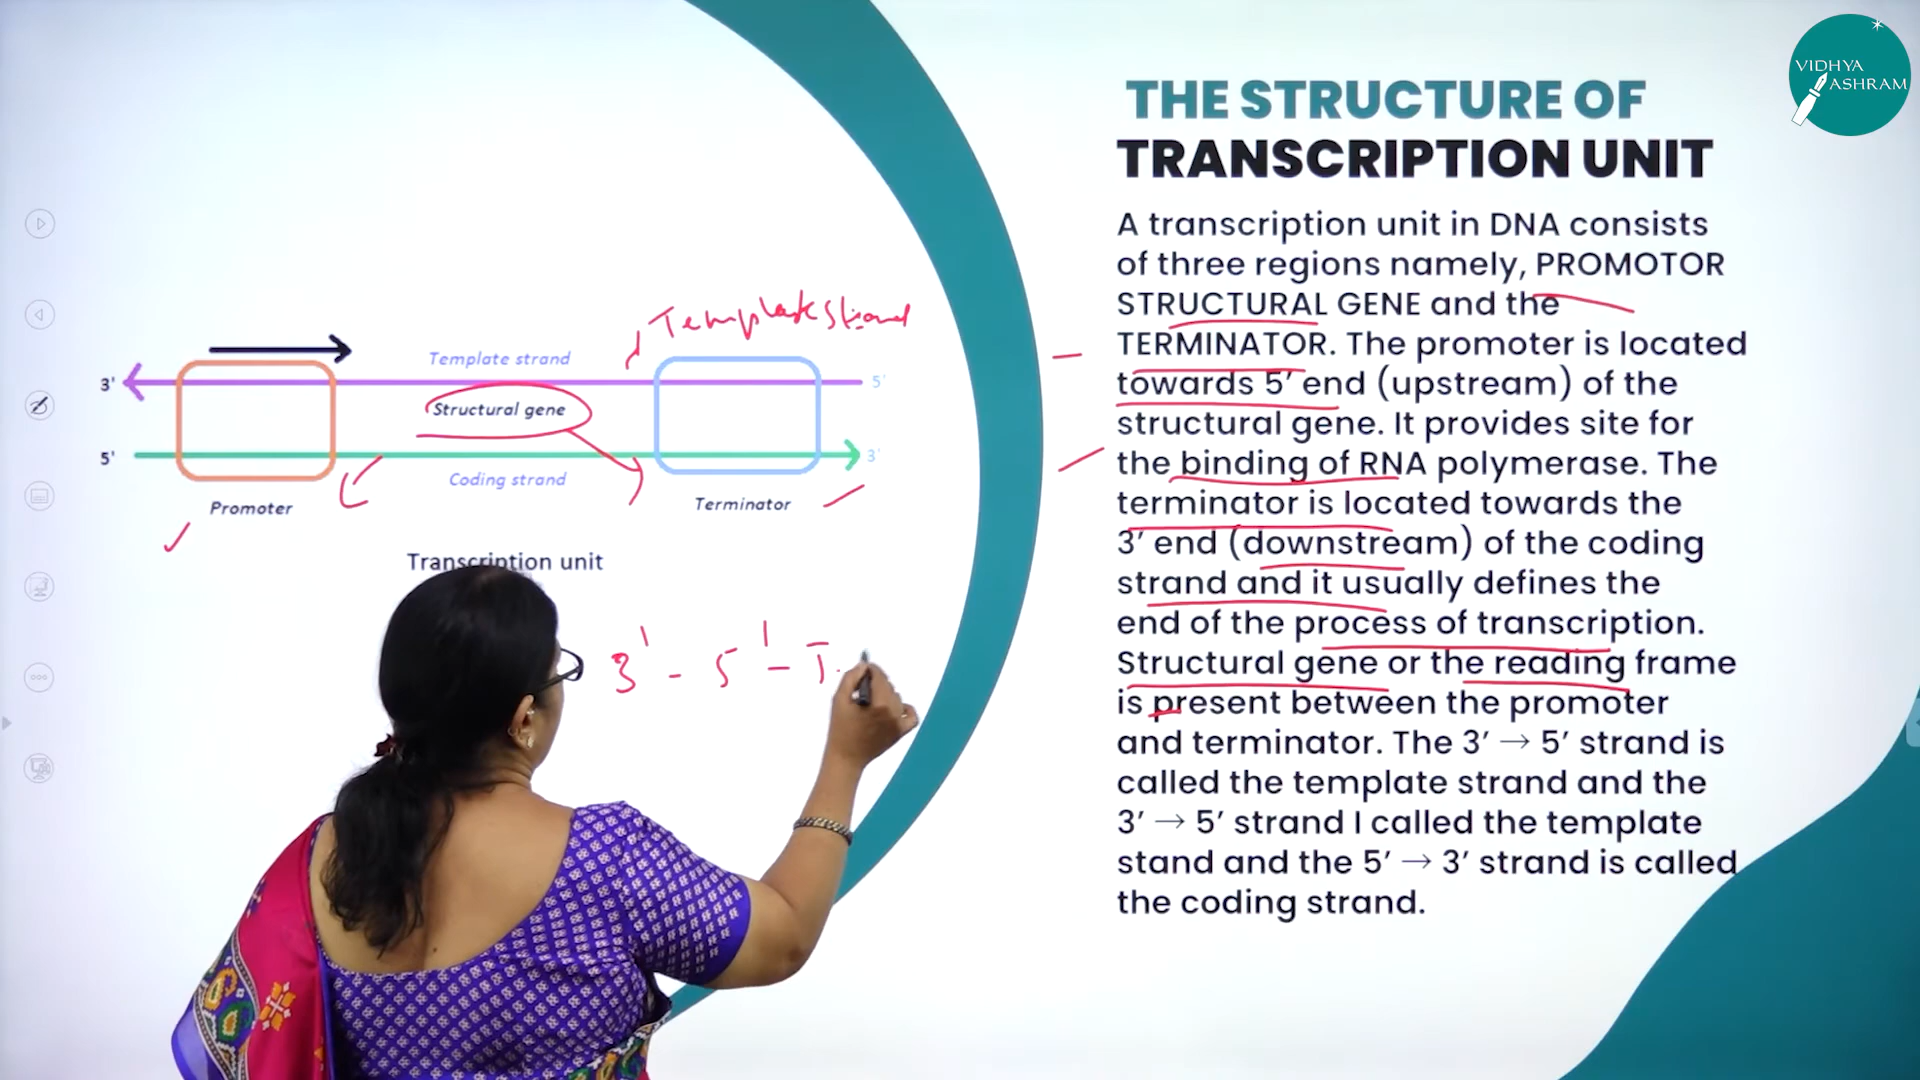 VIDHYA
ASHRAM
THE STRUCTURE OF
TRANSCRIPTION UNIT
A transcription unit in DNA consists
of three regions namely, PROMOTOR
STRUCTURAL GENE and the
TERMINATOR. The promoter is located
towards 5' end (upstream) of the
structural gene. It provides site for
the binding of RNA polymerase. The
terminator is located towards the
3' end (downstream) of the coding
strand and it usually defines the
end of the process of transcription.
Structural gene or the reading frame
is present between the promoter
and terminator. The 3' → 5' strand is
called the template strand and the
3' → 5' strand I called the template
stand and the 5' → 3' strand is called
the coding strand.
Template strand
Template strand
3'
5'
Structural gene
5'
3'
Coding strand
Promoter
Terminator
Transcription unit
3' - 5' - T